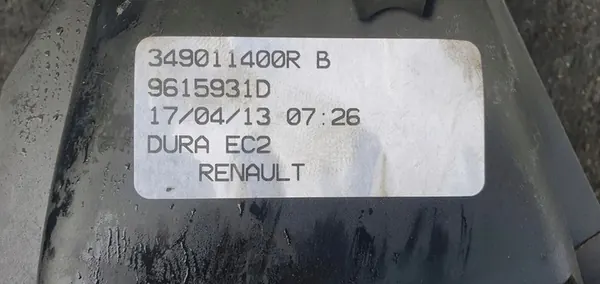 349011400R B
9615931D
17/04/13 07:26
DURA EC2
RENAULT